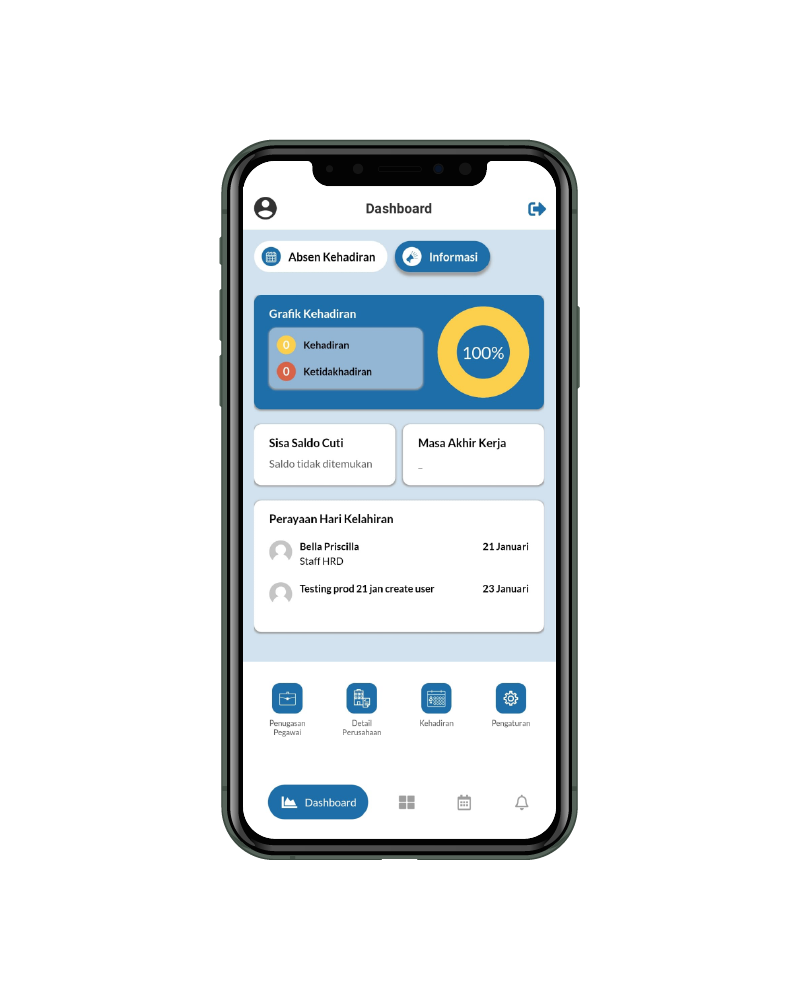 Dashboard
Absen Kehadiran
Informasi
Grafik Kehadiran
0 Kehadiran
0 Ketidakhadiran
100%
Sisa Saldo Cuti
Saldo tidak ditemukan
Masa Akhir Kerja
_
Perayaan Hari Kelahiran
Bella Priscilla 21 Januari
Staff HRD
Testing prod 21 jan create user 23 Januari
Penugasan
Pegawai
Detail
Perusahaan
Kehadiran
Pengaturan
Dashboard